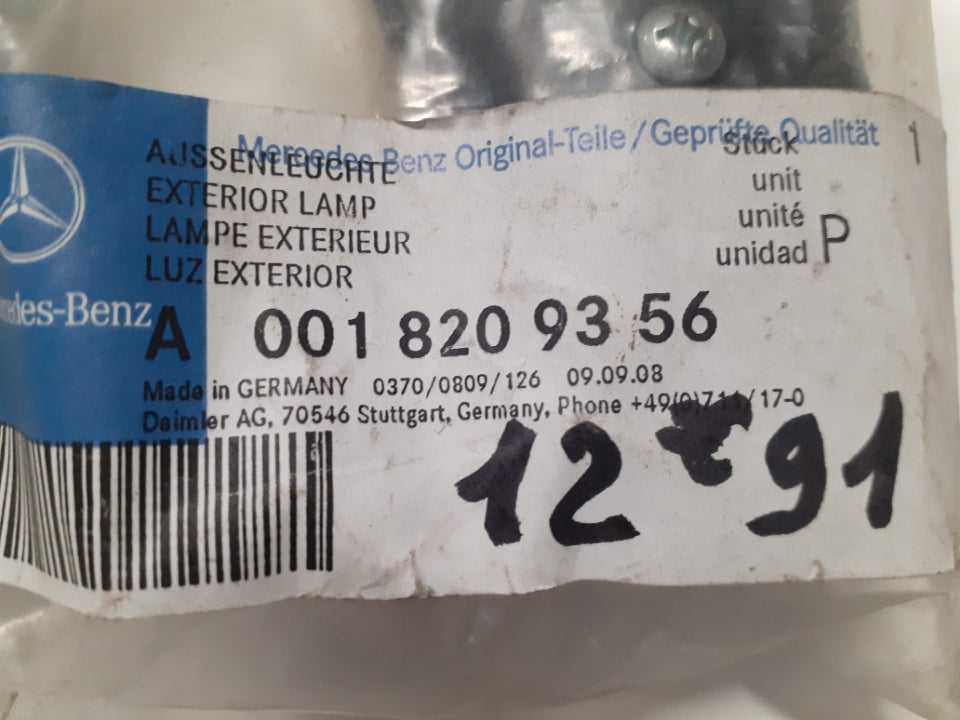 Mercedes-Benz Original-Teile/Geprüfte Qualität
AUSSENLEUCHTE
EXTERIOR LAMP
LAMPE EXTERIEUR
LUZ EXTERIOR
Stück 1
unit
unité
unidad P
Mercedes-Benz
A 001 820 93 56
Made in GERMANY 0370/0809/126 09.09.08
Daimler AG, 70546 Stuttgart, Germany, Phone +49(0)711/17-0
12 € 91